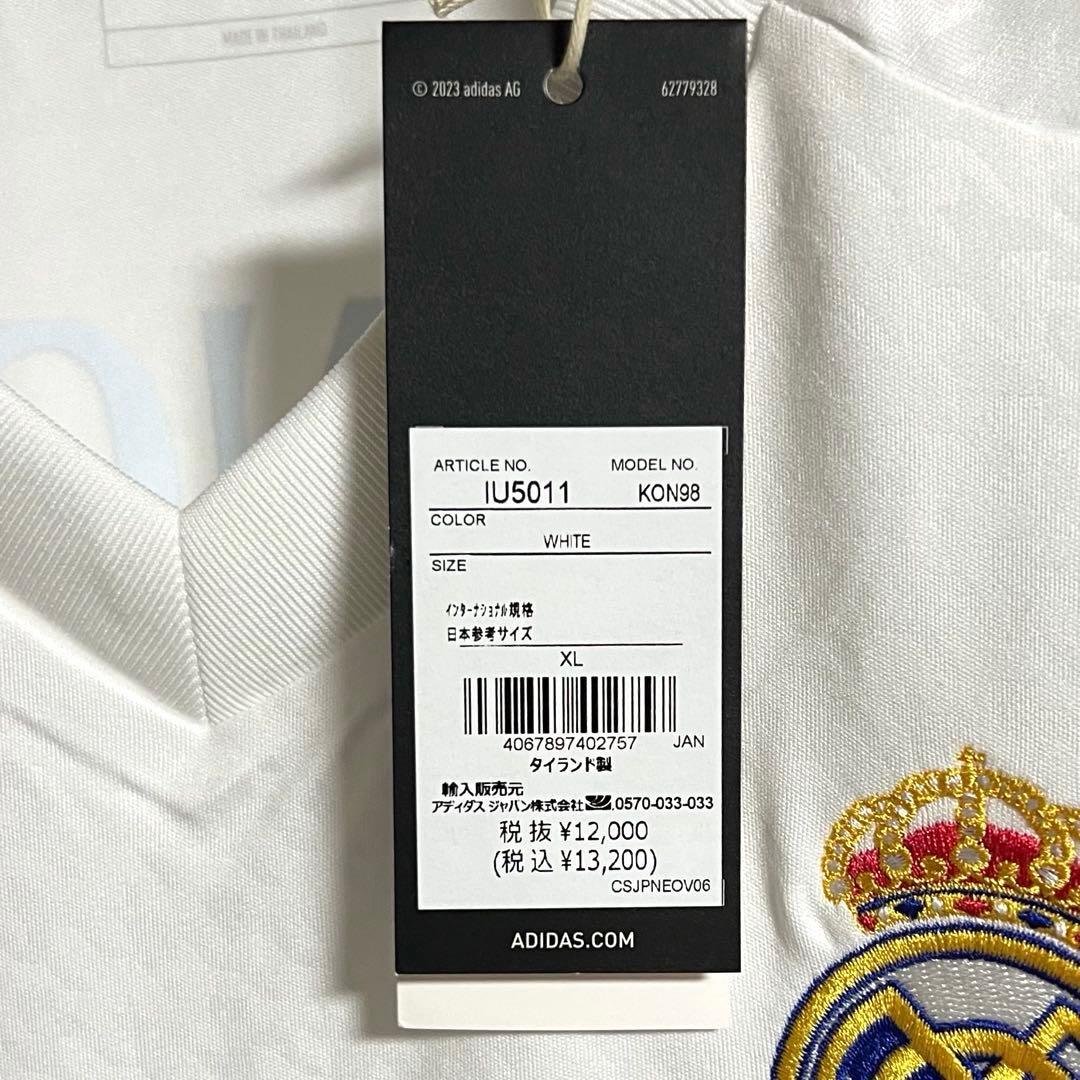 MADE IN THAILAND
© 2023 adidas AG 62779328
ARTICLE NO. MODEL NO.
IU5011 KON98
COLOR
WHITE
SIZE
インターナショナル規格
日本参考サイズ
XL
4067897402757 JAN
タイランド製
輸入販売元
アディダス ジャパン株式会社 0570-033-033
税抜 ¥12,000
(税込 ¥13,200)
CSJPNEOV06
ADIDAS.COM